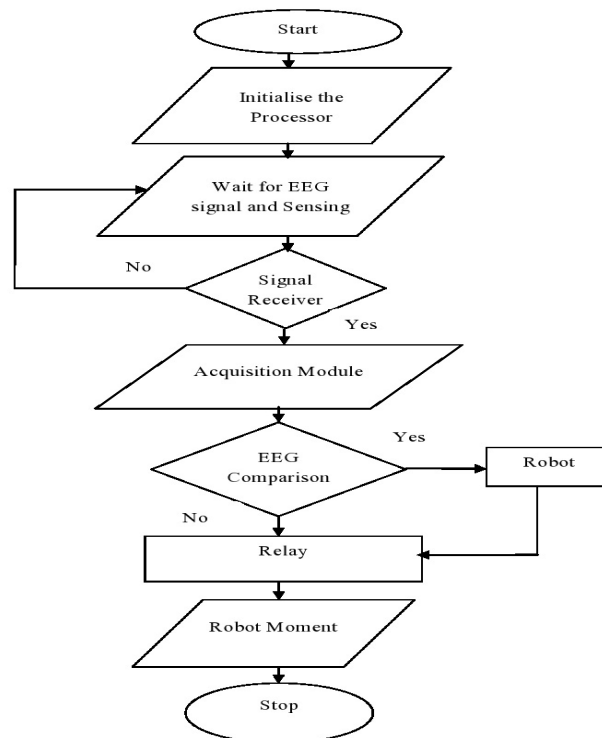 Start
Initialise the
Processor
Wait for EEG
signal and Sensing
No
Signal
Receiver
Yes
Acquisition Module
Yes
EEG
Comparison
Robot
No
Relay
Robot Moment
Stop